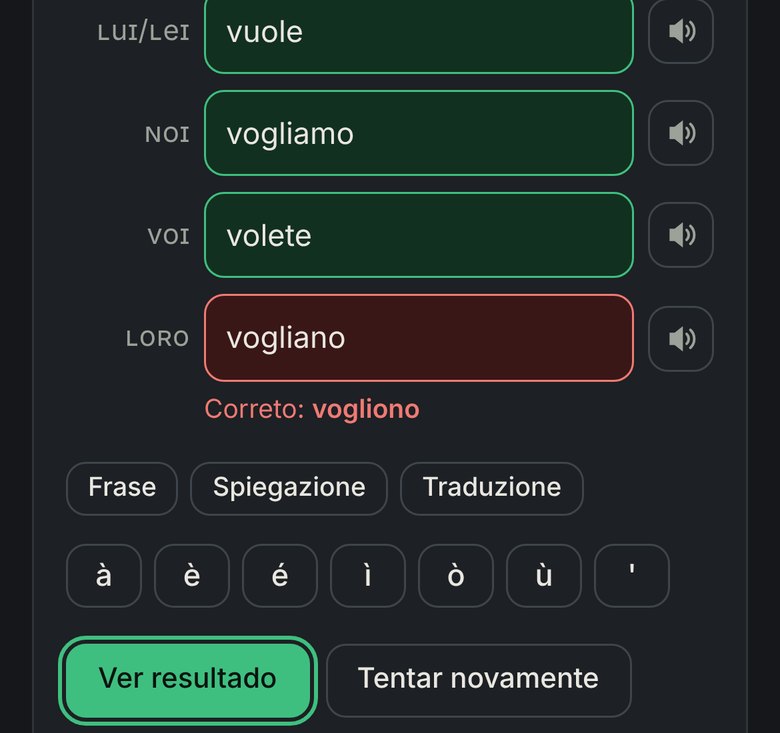 LUI/LEI vuole
NOI vogliamo
VOI volete
LORO vogliano
Correto: vogliono
Frase Spiegazione Traduzione
à è é ì ò ù '
Ver resultado Tentar novamente